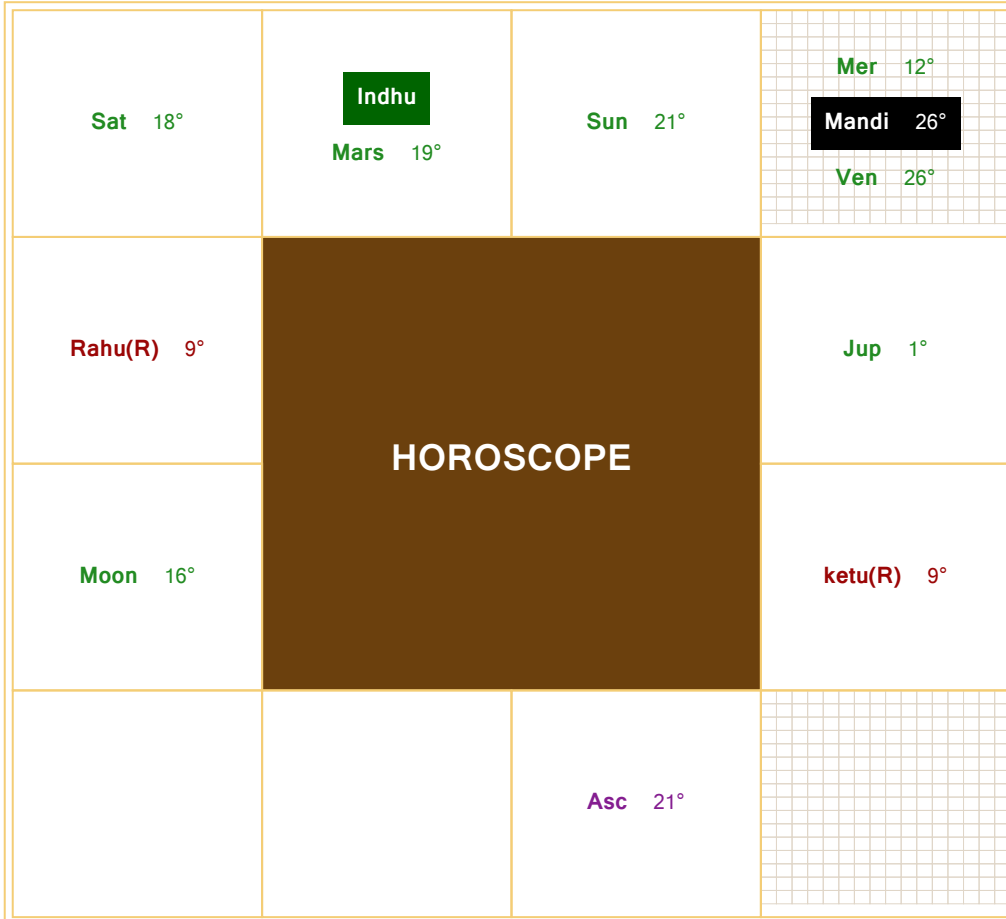 Indhu
Mer 12°
Sat 18°
Sun 21°
Mandi 26°
Mars 19°
Ven 26°
Rahu(R) 9°
Jup 1°
HOROSCOPE
Moon 16°
ketu(R) 9°
Asc 21°